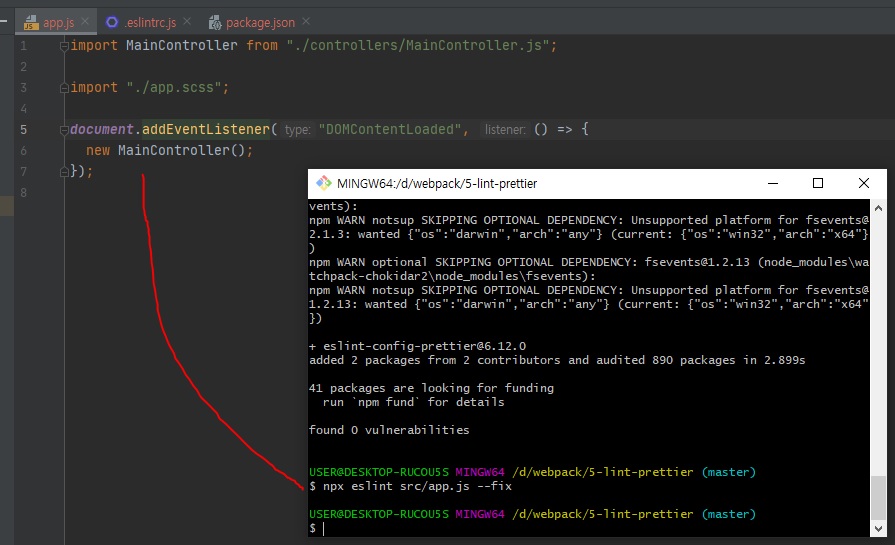 app.js
.eslintrc.js
package.json
1 import MainController from "./controllers/MainController.js";
2
3 import "./app.scss";
4
5 document.addEventListener( type: "DOMContentLoaded", listener: () => {
6 new MainController();
7 });
8
MINGW64:/d/webpack/5-lint-prettier
vents):
npm WARN notsup SKIPPING OPTIONAL DEPENDENCY: Unsupported platform for fsevents@
2.1.3: wanted {"os":"darwin","arch":"any"} (current: {"os":"win32","arch":"x64"}
)
npm WARN optional SKIPPING OPTIONAL DEPENDENCY: fsevents@1.2.13 (node_modules\wa
tchpack-chokidar2\node_modules\fsevents):
npm WARN notsup SKIPPING OPTIONAL DEPENDENCY: Unsupported platform for fsevents@
1.2.13: wanted {"os":"darwin","arch":"any"} (current: {"os":"win32","arch":"x64"
})
+ eslint-config-prettier@6.12.0
added 2 packages from 2 contributors and audited 890 packages in 2.899s
41 packages are looking for funding
run `npm fund` for details
found 0 vulnerabilities
USER@DESKTOP-RUCOU5S MINGW64 /d/webpack/5-lint-prettier (master)
$ npx eslint src/app.js --fix
USER@DESKTOP-RUCOU5S MINGW64 /d/webpack/5-lint-prettier (master)
$